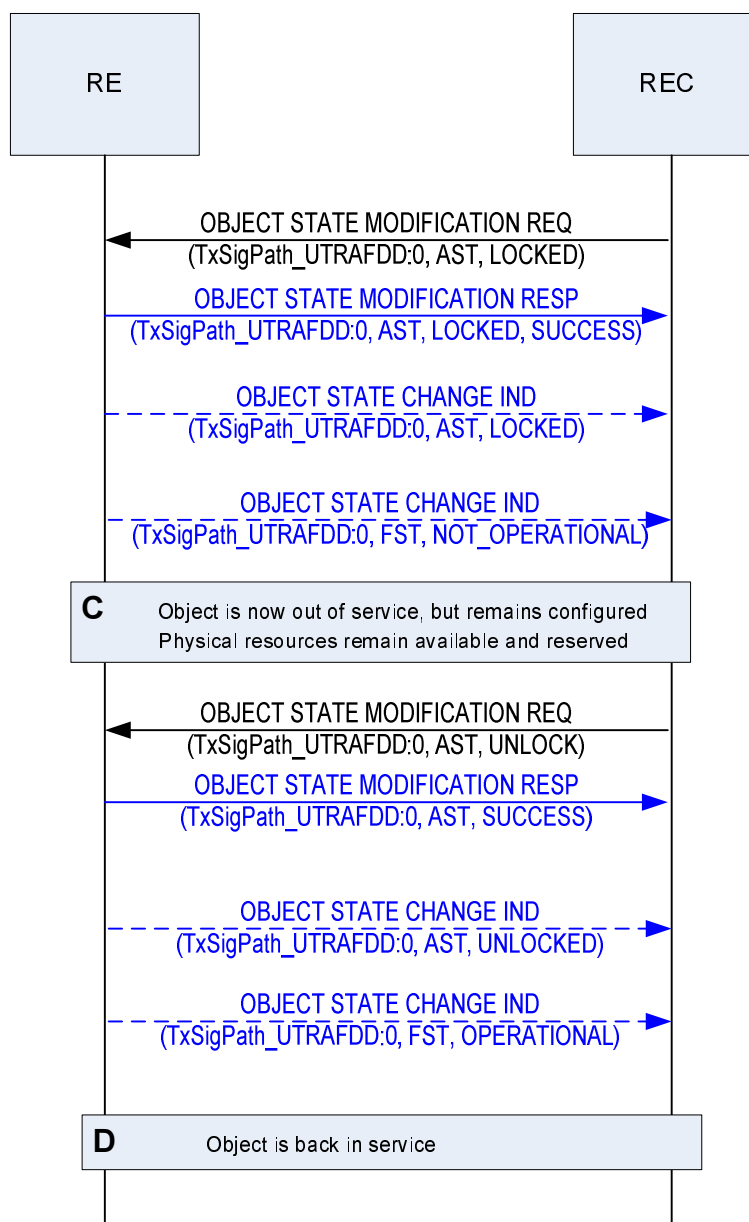 RE
REC
OBJECT STATE MODIFICATION REQ
(TxSigPath_UTRAFDD:0, AST, LOCKED)
OBJECT STATE MODIFICATION RESP
(TxSigPath_UTRAFDD:0, AST, LOCKED, SUCCESS)
OBJECT STATE CHANGE IND
(TxSigPath_UTRAFDD:0, AST, LOCKED)
OBJECT STATE CHANGE IND
(TxSigPath_UTRAFDD:0, FST, NOT_OPERATIONAL)
C Object is now out of service, but remains configured
Physical resources remain available and reserved
OBJECT STATE MODIFICATION REQ
(TxSigPath_UTRAFDD:0, AST, UNLOCK)
OBJECT STATE MODIFICATION RESP
(TxSigPath_UTRAFDD:0, AST, SUCCESS)
OBJECT STATE CHANGE IND
(TxSigPath_UTRAFDD:0, AST, UNLOCKED)
OBJECT STATE CHANGE IND
(TxSigPath_UTRAFDD:0, FST, OPERATIONAL)
D Object is back in service